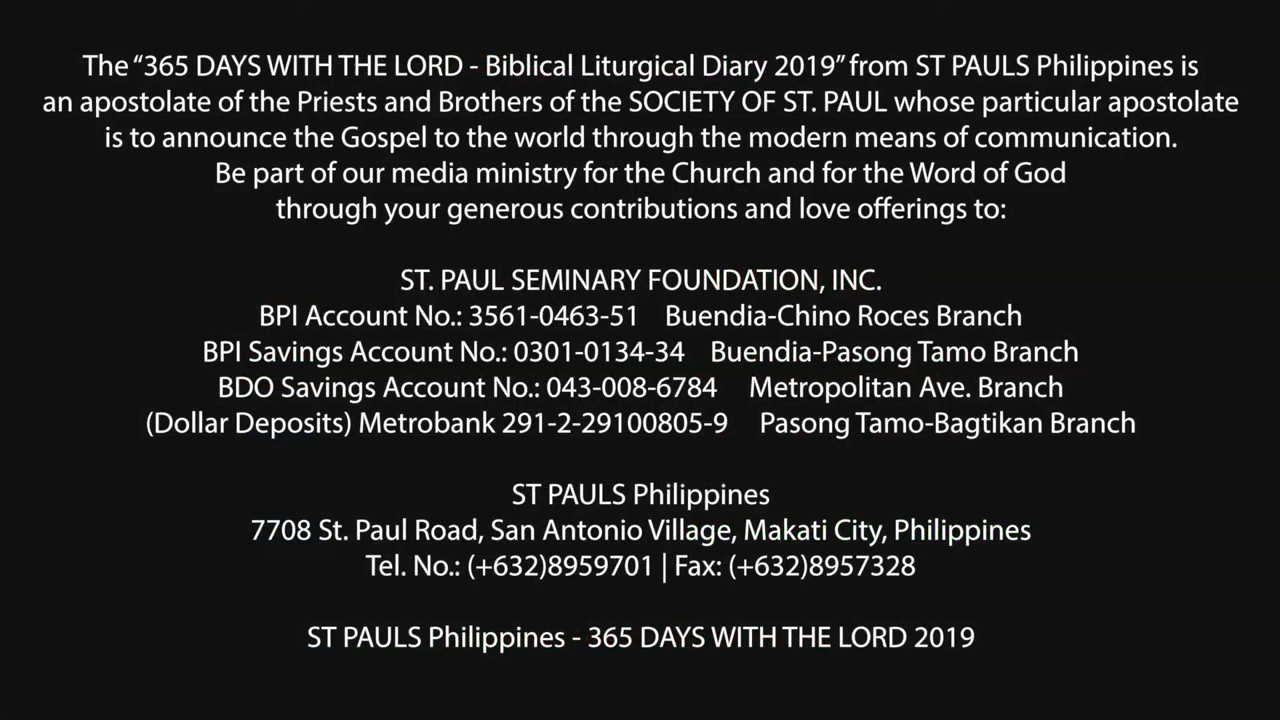 The “365 DAYS WITH THE LORD - Biblical Liturgical Diary 2019” from ST PAULS Philippines is
an apostolate of the Priests and Brothers of the SOCIETY OF ST. PAUL whose particular apostolate
is to announce the Gospel to the world through the modern means of communication.
Be part of our media ministry for the Church and for the Word of God
through your generous contributions and love offerings to:
ST. PAUL SEMINARY FOUNDATION, INC.
BPI Account No.: 3561-0463-51 Buendia-Chino Roces Branch
BPI Savings Account No.: 0301-0134-34 Buendia-Pasong Tamo Branch
BDO Savings Account No.: 043-008-6784 Metropolitan Ave. Branch
(Dollar Deposits) Metrobank 291-2-29100805-9 Pasong Tamo-Bagtikan Branch
ST PAULS Philippines
7708 St. Paul Road, San Antonio Village, Makati City, Philippines
Tel. No.: (+632)8959701 | Fax: (+632)8957328
ST PAULS Philippines - 365 DAYS WITH THE LORD 2019